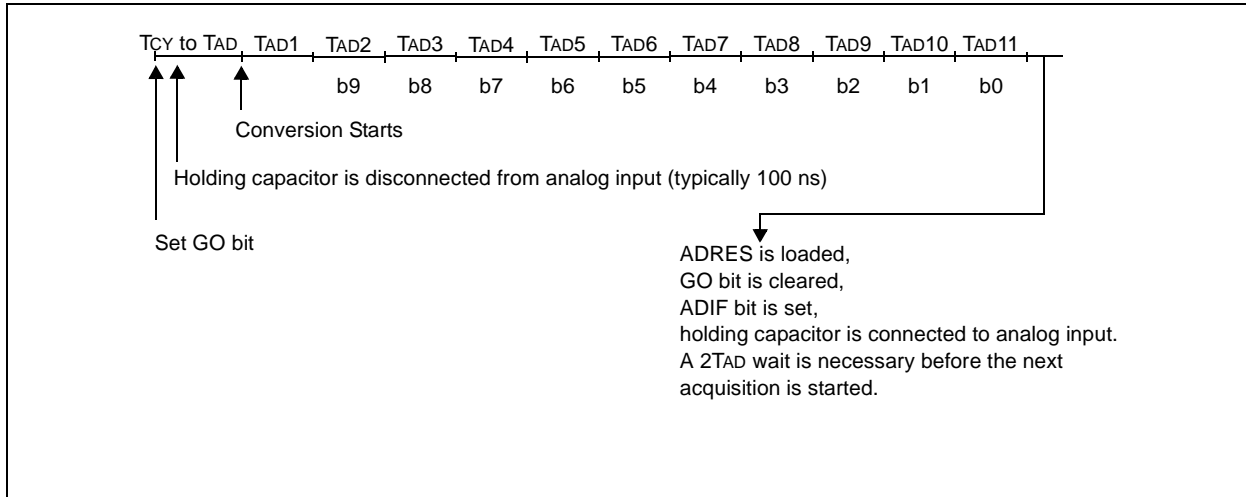 TCY to TAD TAD1 TAD2 TAD3 TAD4 TAD5 TAD6 TAD7 TAD8 TAD9 TAD10 TAD11
b9 b8 b7 b6 b5 b4 b3 b2 b1 b0
Conversion Starts
Holding capacitor is disconnected from analog input (typically 100 ns)
Set GO bit
ADRES is loaded,
GO bit is cleared,
ADIF bit is set,
holding capacitor is connected to analog input.
A 2TAD wait is necessary before the next
acquisition is started.